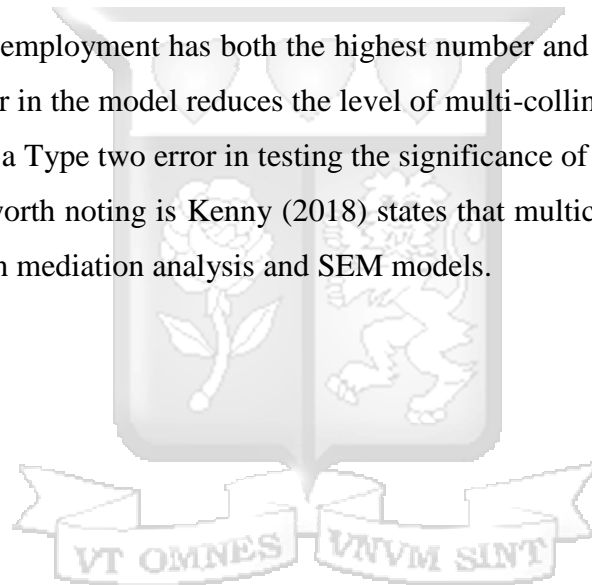 employment has both the highest number and
r in the model reduces the level of multi-collin
a Type two error in testing the significance of
worth noting is Kenny (2018) states that multic
n mediation analysis and SEM models.
VT OMNES VNVM SINT